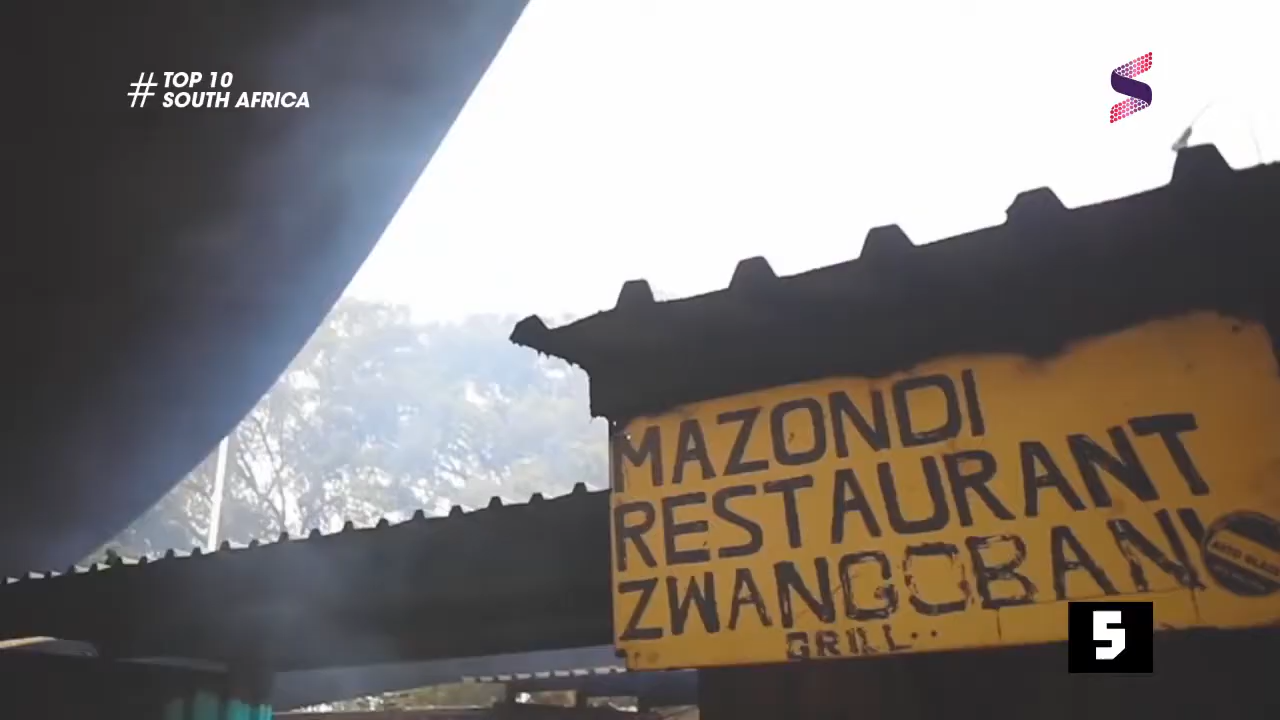 # TOP 10
SOUTH AFRICA
MAZONDI
RESTAURANT
ZWANGOBANI
GRILL..
5